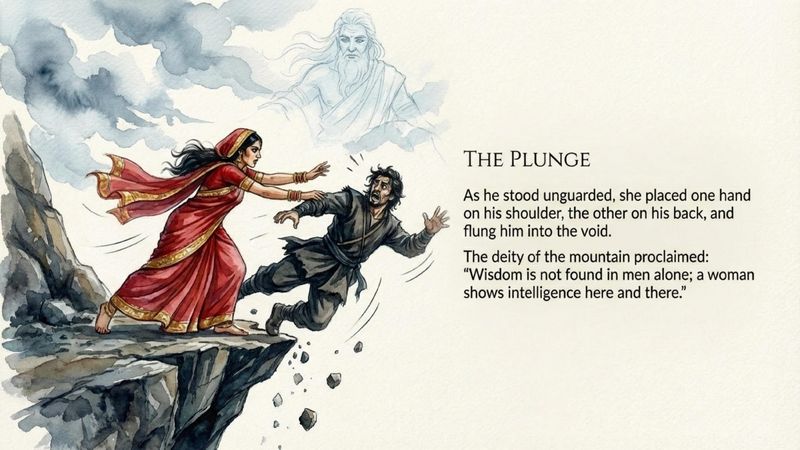 The Plunge
As he stood unguarded, she placed one hand
on his shoulder, the other on his back, and
flung him into the void.
The deity of the mountain proclaimed:
“Wisdom is not found in men alone; a woman
shows intelligence here and there.”